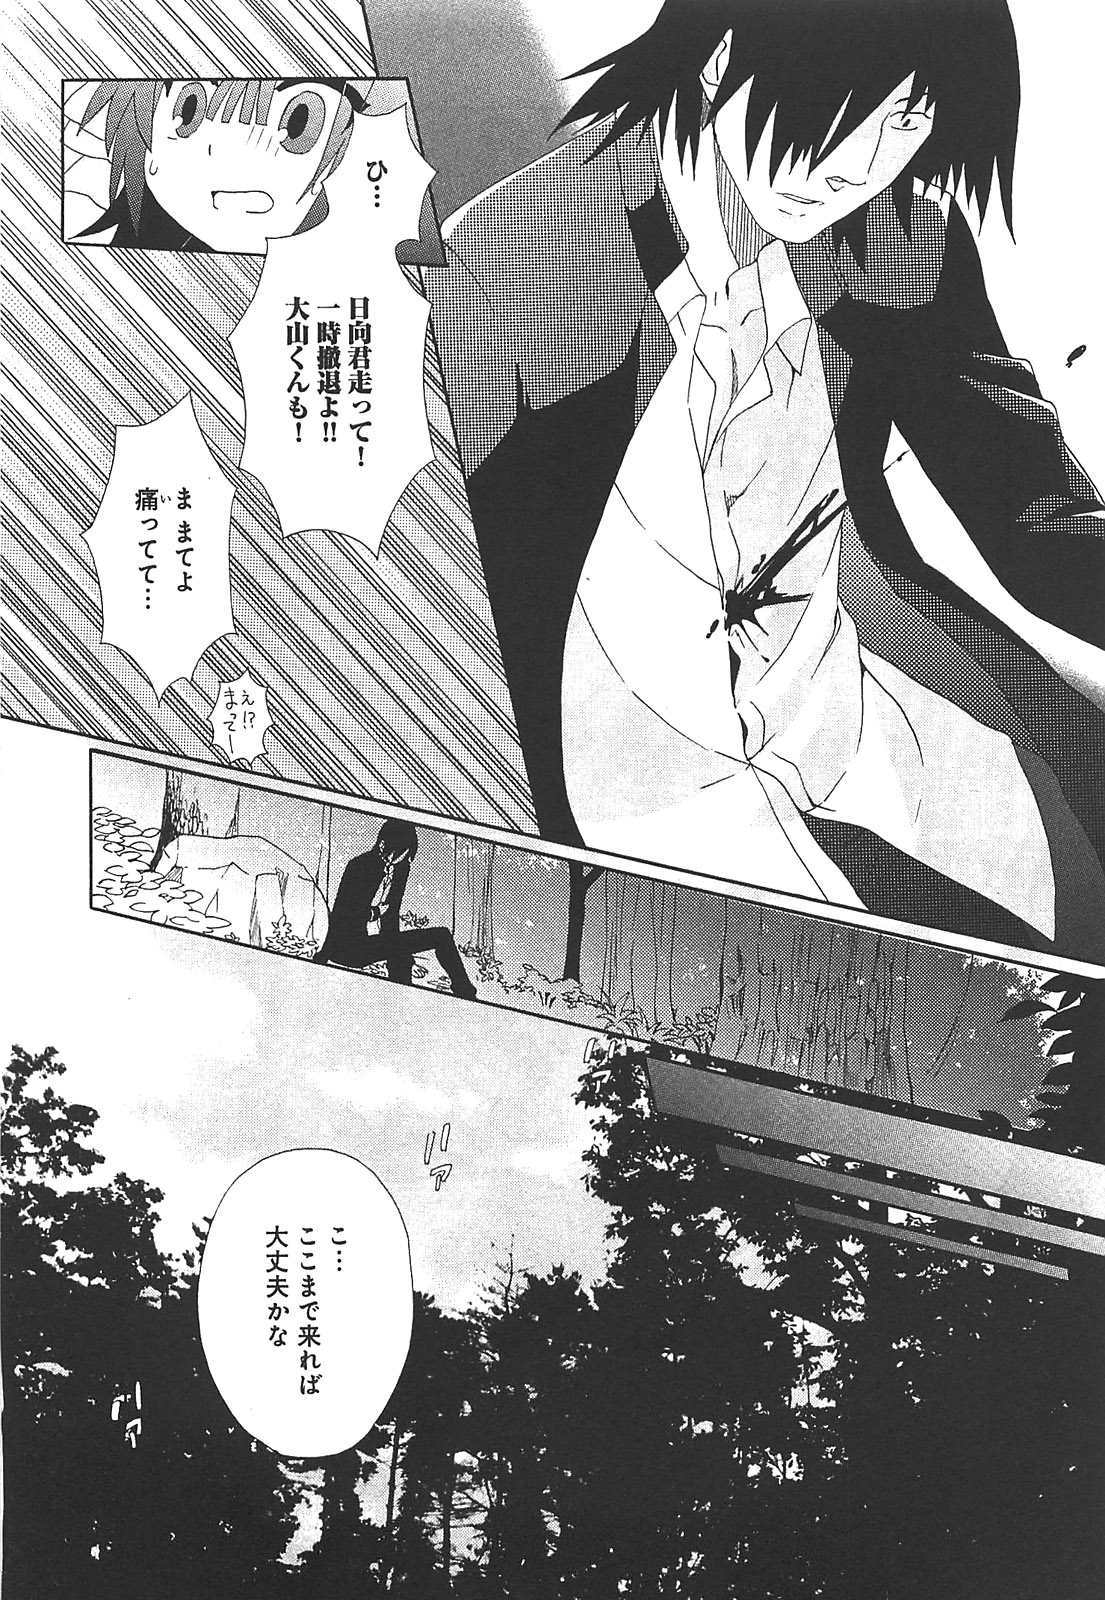 ひ…
日向君走って!
一時撤退よ!!
大山くんも!
ま まてよ
痛ってて…
い
え!?
まってー
ハァ
ハァ
こ…
ここまで来れば
大丈夫かな
ハァ